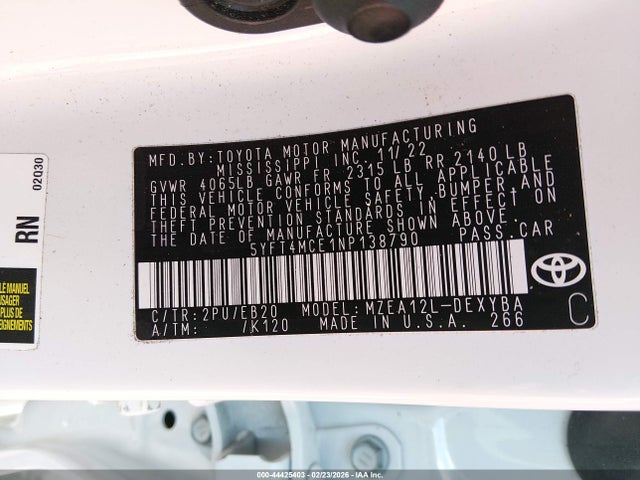 MFD.BY:TOYOTA MOTOR MANUFACTURING
MISSISSIPPI INC. 11/22
GVWR 4065LB GAWR FR 2315 LB RR 2140 LB
THIS VEHICLE CONFORMS TO ALL APPLICABLE
FEDERAL MOTOR VEHICLE SAFETY, BUMPER, AND
THEFT PREVENTION STANDARDS IN EFFECT ON
THE DATE OF MANUFACTURE SHOWN ABOVE.
5YFT4MCE1NP138790 PASS.CAR
C/TR:2PU/EB20 MODEL:MZEA12L-DEXYBA
A/TM: /K120 MADE IN U.S.A. 266
C
02030
RN
LE MANUEL
USAGER
000-44425403 - 02/23/2026 - IAA Inc.